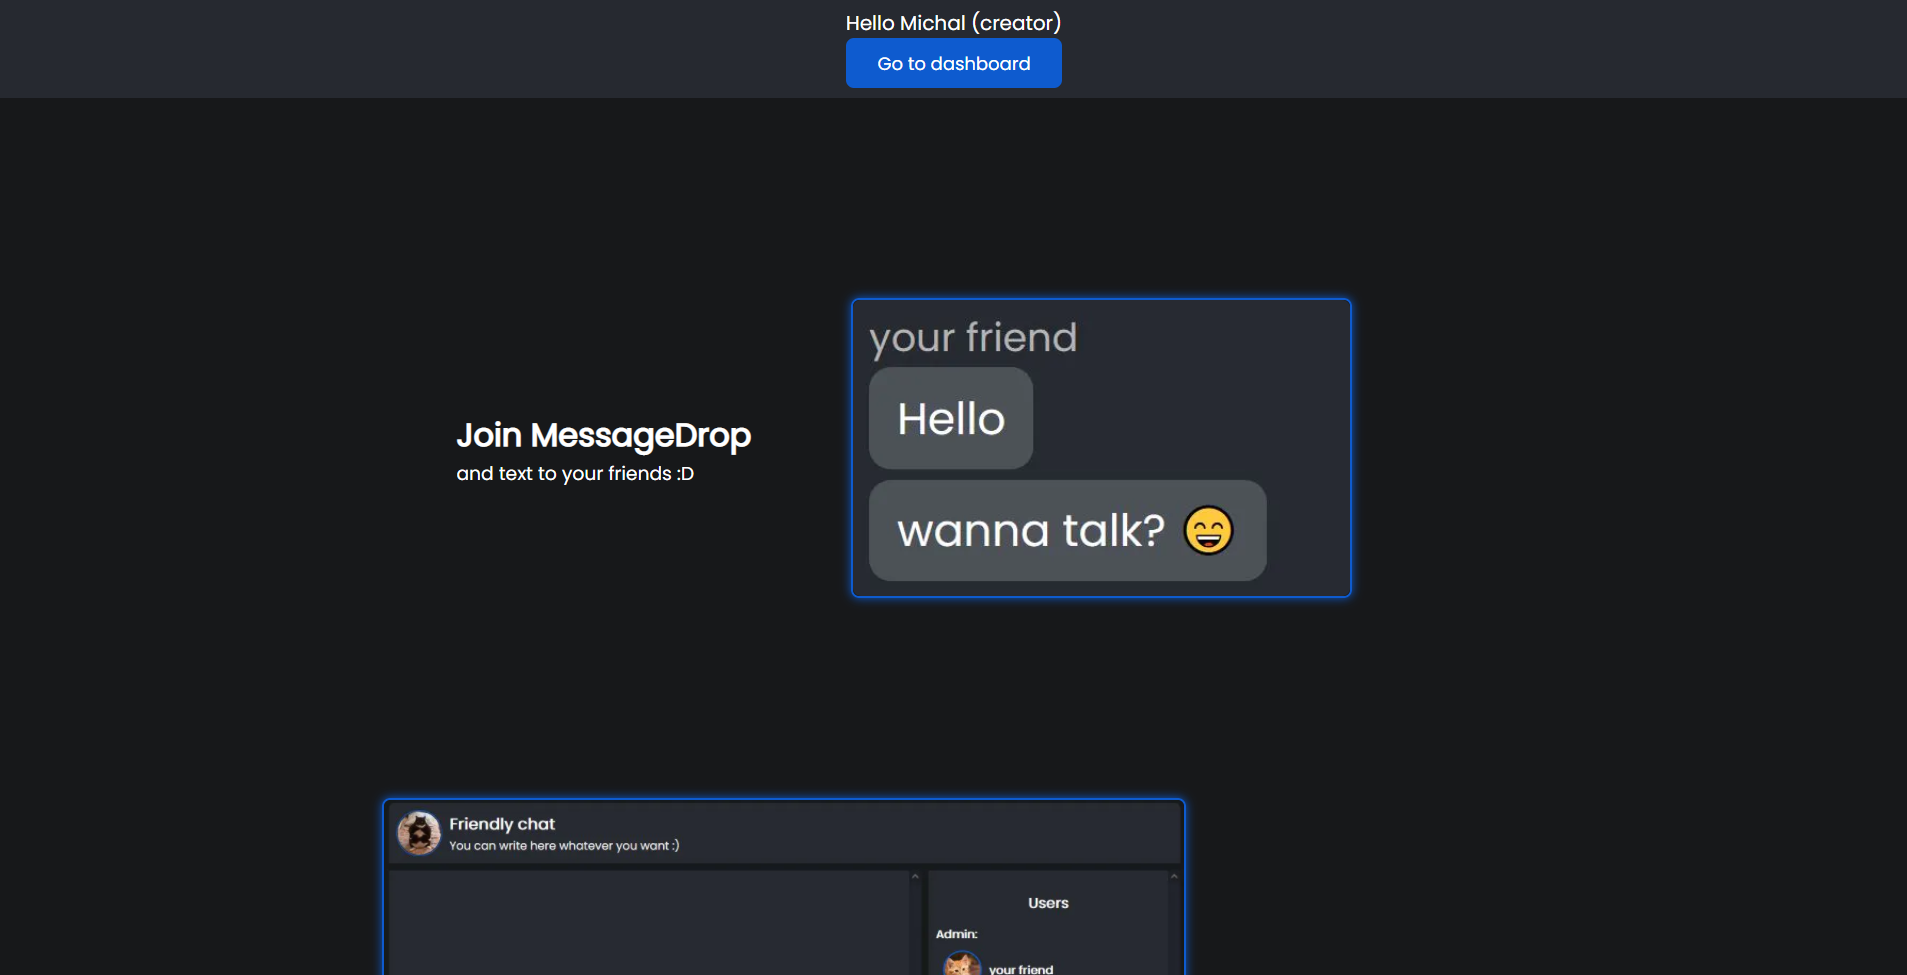 Hello Michal (creator)
Go to dashboard
Join MessageDrop
and text to your friends :D
your friend
Hello
wanna talk? 😄
Friendly chat
You can write here whatever you want :)
Users
Admin:
your friend